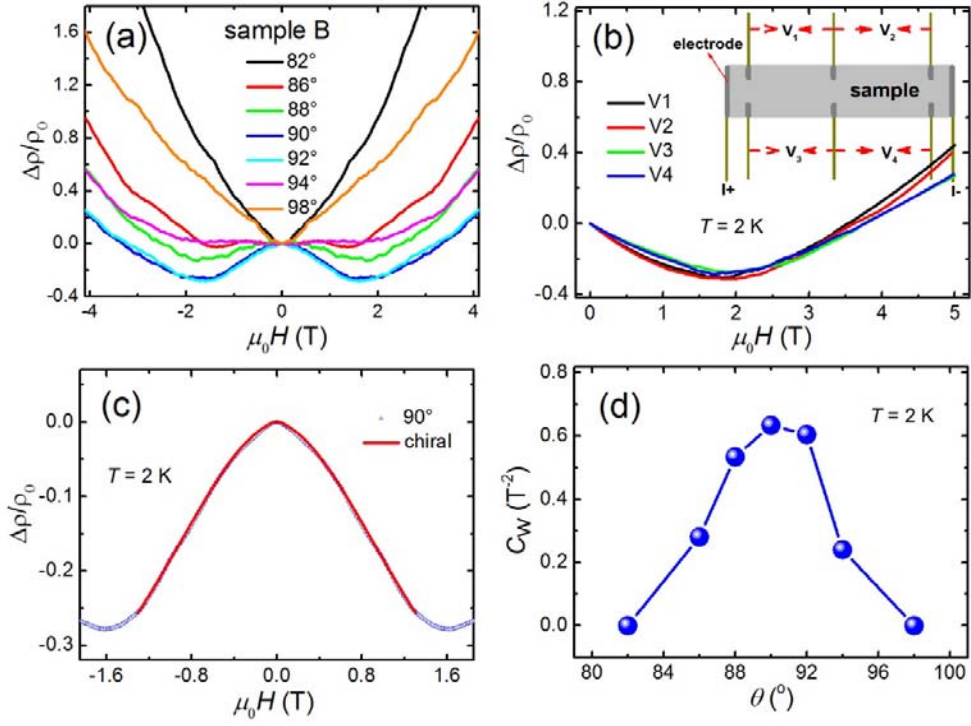 (a)
sample B
82°
86°
88°
90°
92°
94°
98°
1.6
1.2
0.8
0.4
0.0
-0.4
Δρ/ρ₀
-4 -2 0 2 4
μ₀H (T)
(b)
electrode
V₁
V₂
sample
V₃
V₄
I+
I-
V1
V2
V3
V4
T = 2 K
1.2
0.8
0.4
0.0
-0.4
Δρ/ρ₀
0 1 2 3 4 5
μ₀H (T)
(c)
90°
chiral
T = 2 K
0.0
-0.1
-0.2
-0.3
Δρ/ρ₀
-1.6 -0.8 0.0 0.8 1.6
μ₀H (T)
(d)
T = 2 K
0.8
0.6
0.4
0.2
0.0
C_W (T⁻²)
80 84 88 92 96 100
θ (°)